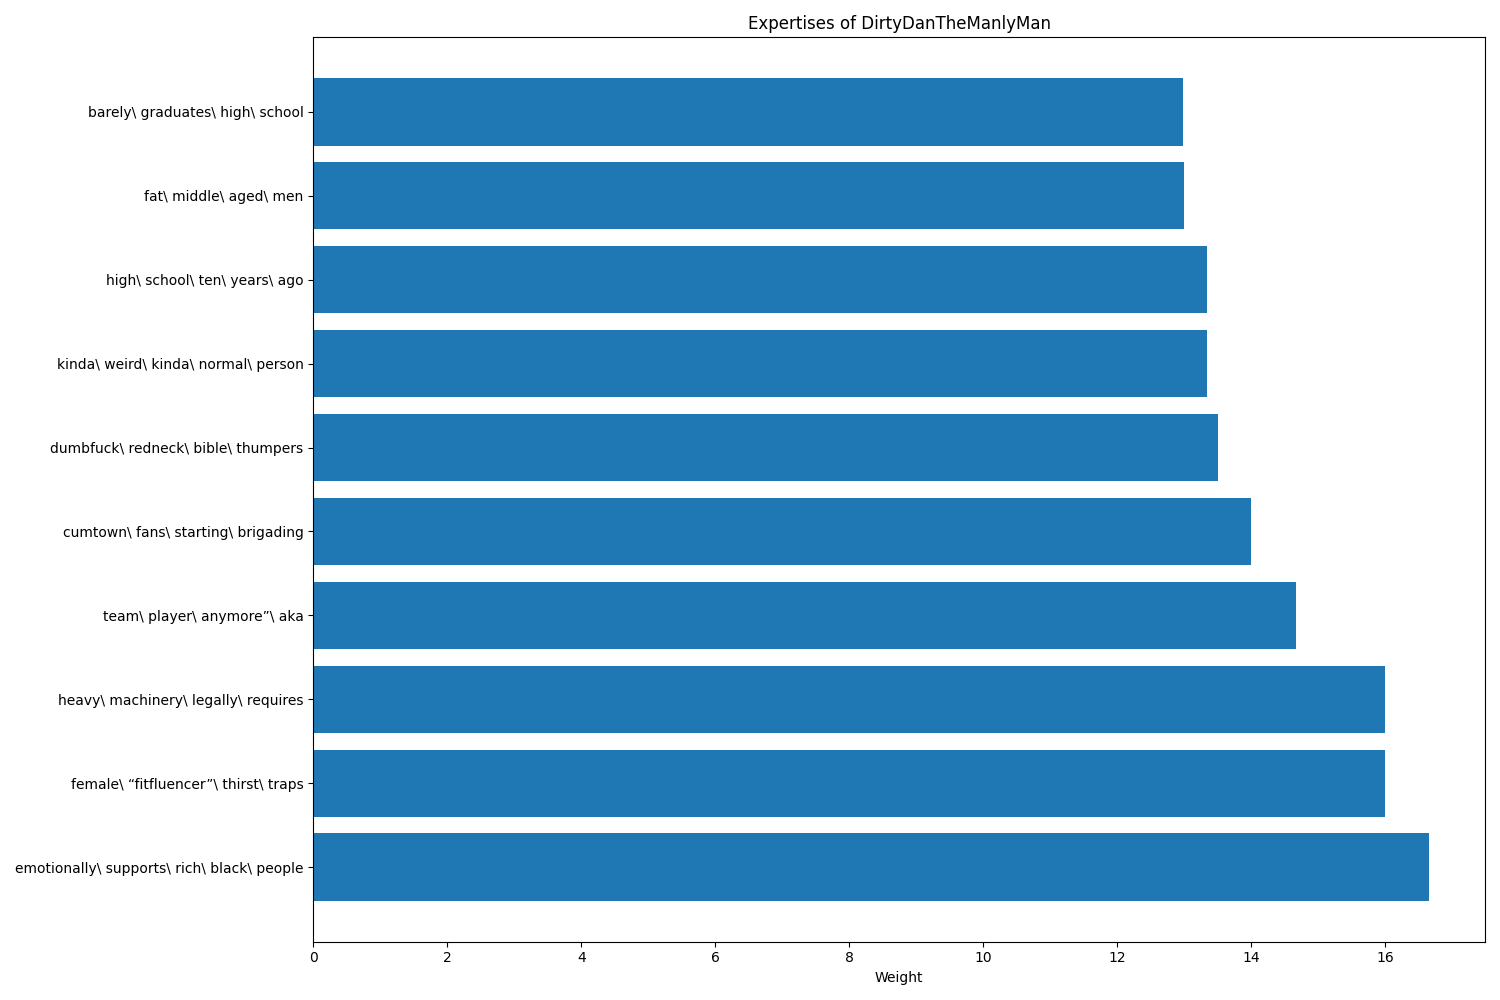 Expertises of DirtyDanTheManlyMan
barely\ graduates\ high\ school
fat\ middle\ aged\ men
high\ school\ ten\ years\ ago
kinda\ weird\ kinda\ normal\ person
dumbfuck\ redneck\ bible\ thumpers
cumtown\ fans\ starting\ brigading
team\ player\ anymore”\ aka
heavy\ machinery\ legally\ requires
female\ “fitfluencer”\ thirst\ traps
emotionally\ supports\ rich\ black\ people
0 2 4 6 8 10 12 14 16
Weight